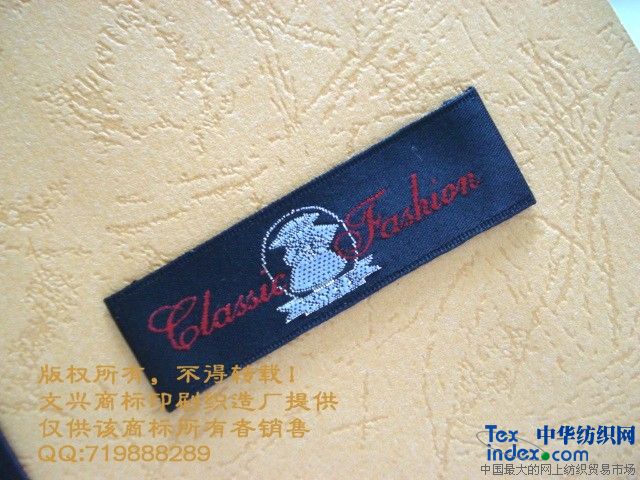 Classic Fashion
版权所有，不得转载！
文兴商标印刷织造厂提供
仅供该商标所有者销售
QQ:719888289
Tex 中华纺织网
index.com
中国最大的网上纺织贸易市场